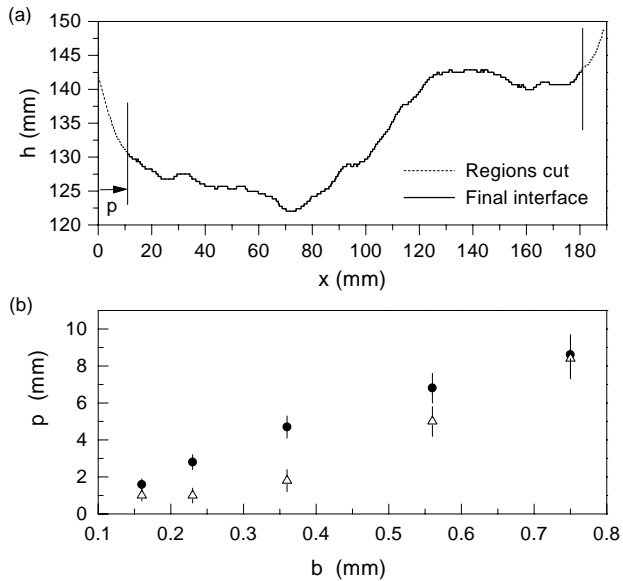 (a)
150
145
140
135
130
125
120
h (mm)
p
Regions cut
Final interface
0 20 40 60 80 100 120 140 160 180
x (mm)
(b)
10
8
6
4
2
0
p (mm)
0.1 0.2 0.3 0.4 0.5 0.6 0.7 0.8
b (mm)